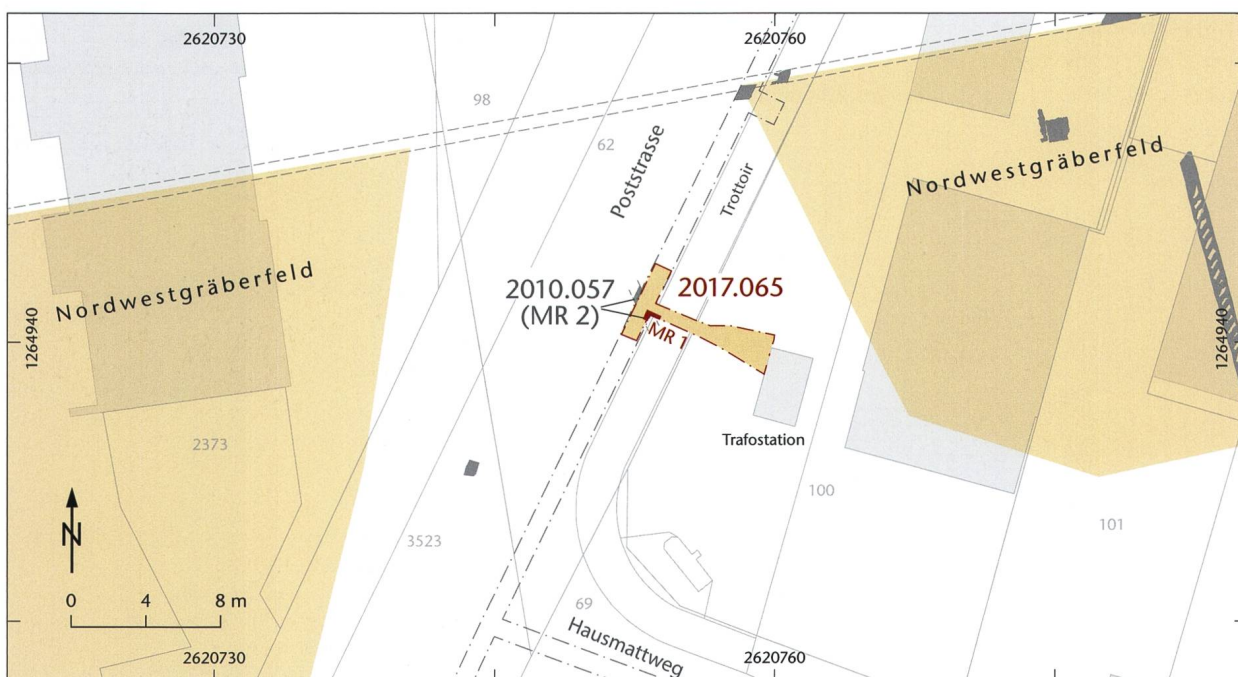 2620730
2620760
98
62
Poststrasse
Trottoir
Nordwestgräberfeld
Nordwestgräberfeld
2010.057
(MR 2)
2017.065
MR 1
1264940
1264940
Trafostation
2373
100
101
3523
N
0 4 8 m
69
Hausmattweg
2620730
2620760